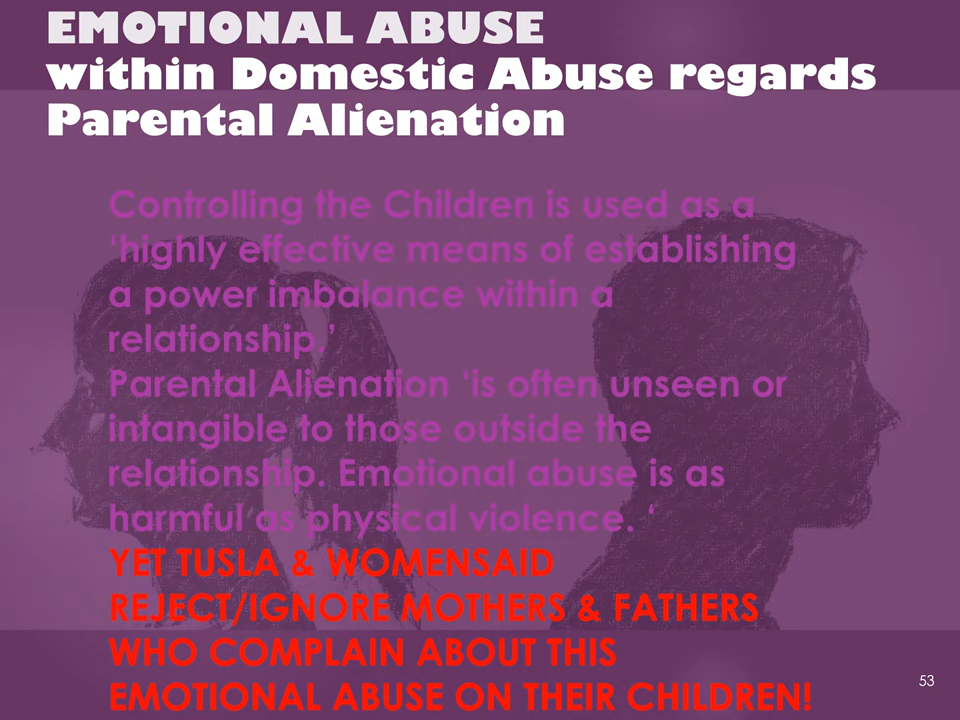 EMOTIONAL ABUSE
within Domestic Abuse regards
Parental Alienation
Controlling the Children is used as a
‘highly effective means of establishing
a power imbalance within a
relationship.’
Parental Alienation ‘is often unseen or
intangible to those outside the
relationship. Emotional abuse is as
harmful as physical violence. ‘
YET TUSLA & WOMENSAID
REJECT/IGNORE MOTHERS & FATHERS
WHO COMPLAIN ABOUT THIS
EMOTIONAL ABUSE ON THEIR CHILDREN!
53